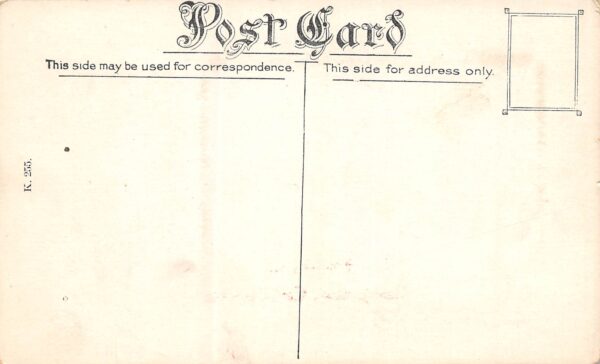 Post Card
This side may be used for correspondence.
This side for address only.
K. 255.